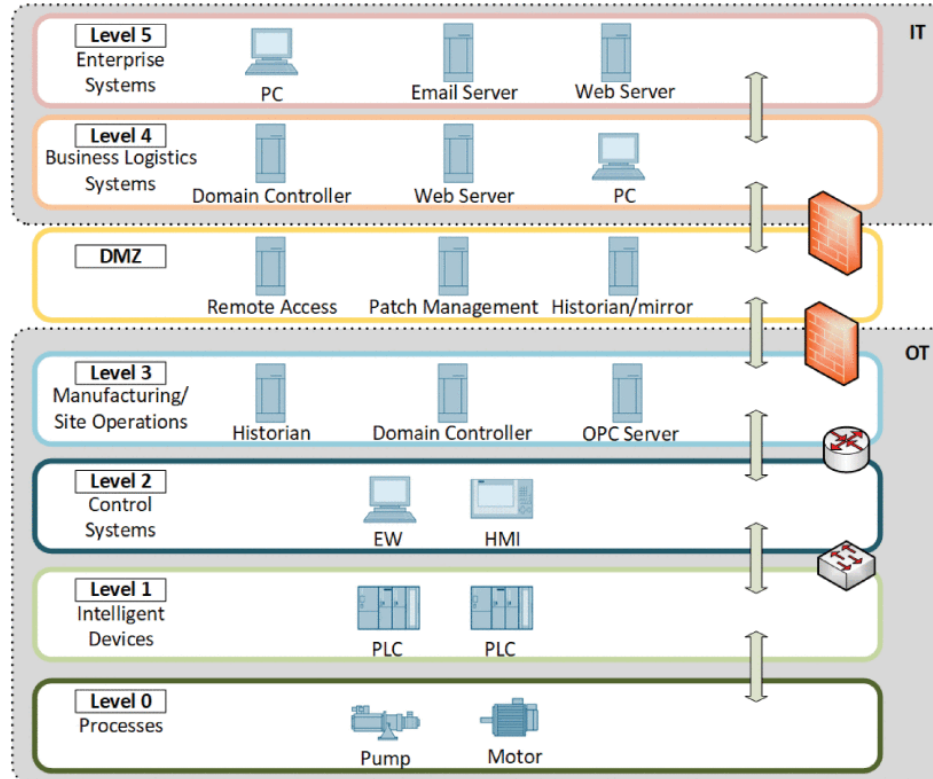 IT
Level 5
Enterprise
Systems
PC
Email Server
Web Server
Level 4
Business Logistics
Systems
Domain Controller
Web Server
PC
DMZ
Remote Access
Patch Management
Historian/mirror
OT
Level 3
Manufacturing/
Site Operations
Historian
Domain Controller
OPC Server
Level 2
Control
Systems
EW
HMI
Level 1
Intelligent
Devices
PLC
PLC
Level 0
Processes
Pump
Motor